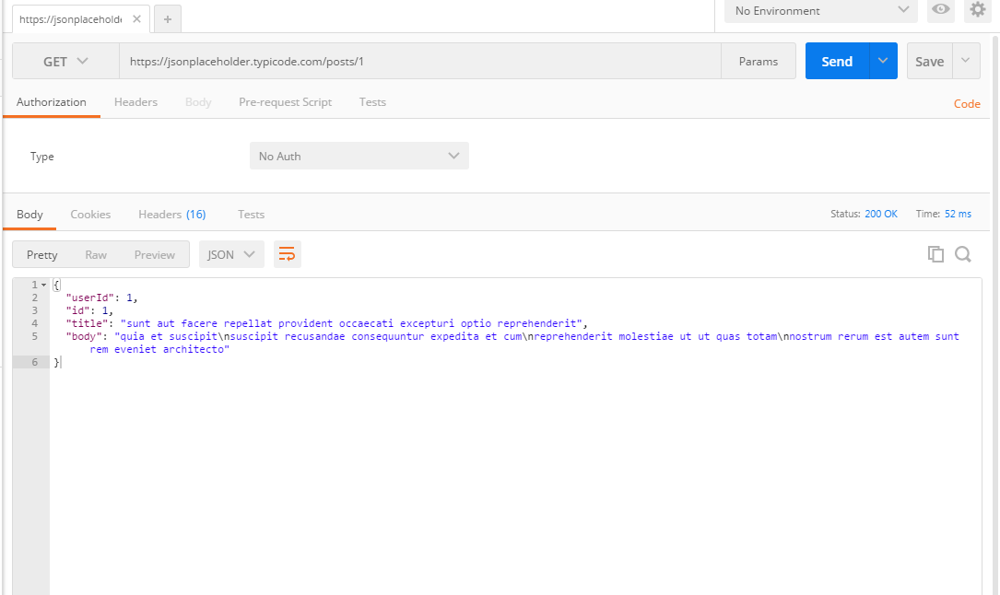 https://jsonplaceholde
No Environment
GET
https://jsonplaceholder.typicode.com/posts/1
Params
Send
Save
Authorization Headers Body Pre-request Script Tests
Code
Type
No Auth
Body Cookies Headers (16) Tests
Status: 200 OK Time: 52 ms
Pretty Raw Preview JSON
1 {
2 "userId": 1,
3 "id": 1,
4 "title": "sunt aut facere repellat provident occaecati excepturi optio reprehenderit",
5 "body": "quia et suscipit\nsuscipit recusandae consequuntur expedita et cum\nreprehenderit molestiae ut ut quas totam\nnostrum rerum est autem sunt
rem eveniet architecto"
6 }